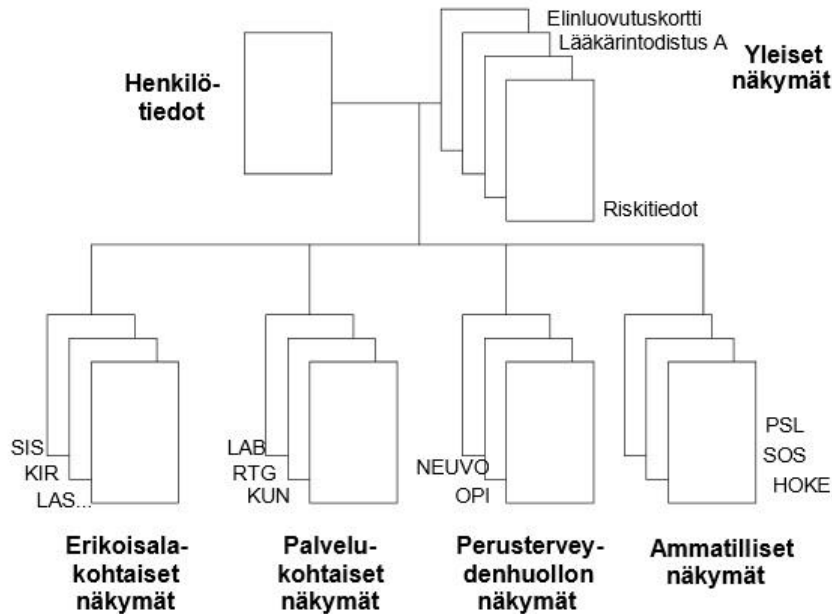 Elinluovutuskortti
Lääkärintodistus A
Yleiset
näkymät
Henkilö-
tiedot
Riskitiedot
SIS
KIR
LAS...
LAB
RTG
KUN
NEUVO
OPI
PSL
SOS
HOKE
Erikoisala-
kohtaiset
näkymät
Palvelu-
kohtaiset
näkymät
Perustervey-
denhuollon
näkymät
Ammatilliset
näkymät